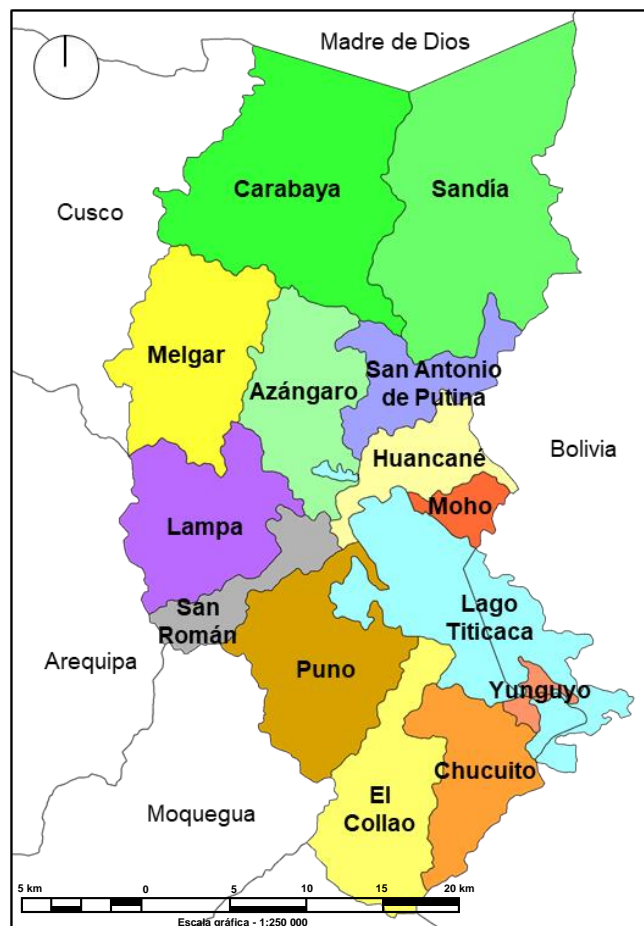 Madre de Dios
Carabaya
Sandía
Cusco
Melgar
Azángaro
San Antonio
de Putina
Bolivia
Huancané
Moho
Lampa
San
Román
Lago
Titicaca
Arequipa
Puno
Yunguyo
Chucuito
El
Collao
Moquegua
5 km 0 5 10 15 20 km
Escala gráfica - 1:250 000